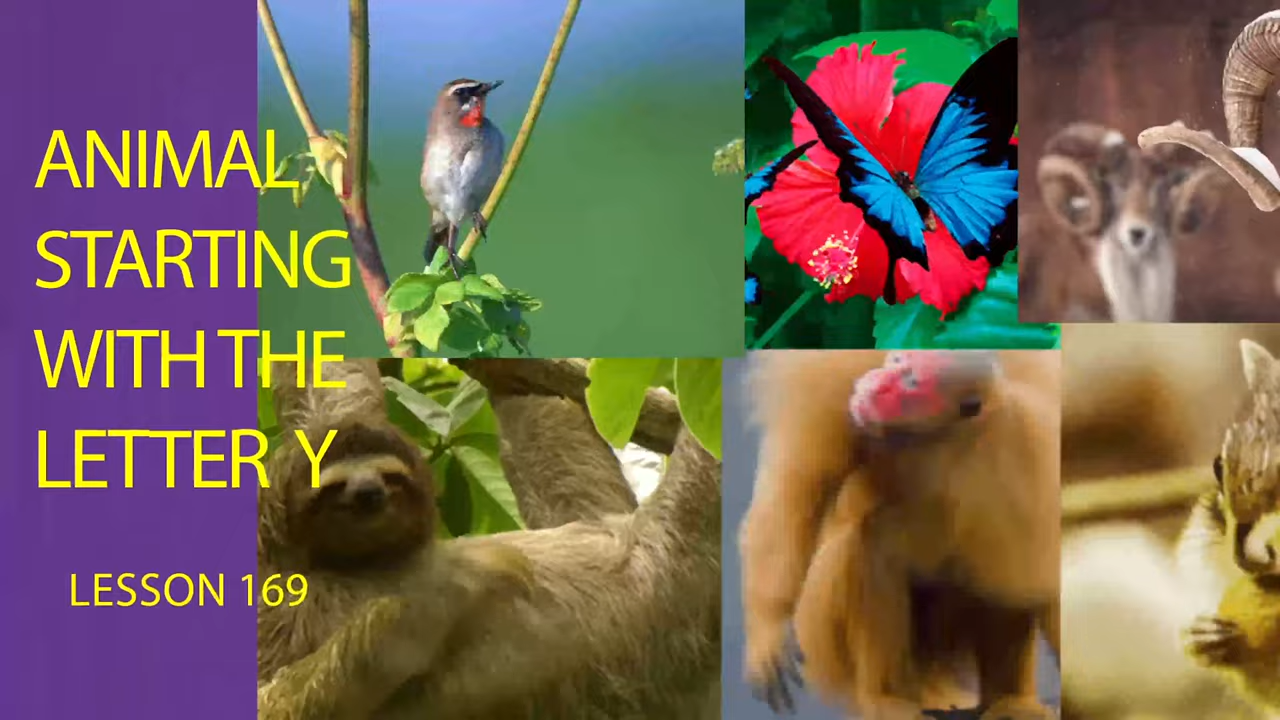 ANIMAL
STARTING
WITH THE
LETTER Y
LESSON 169